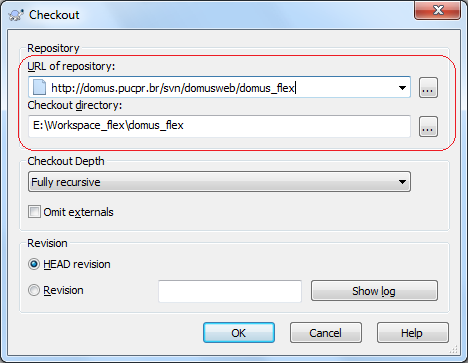 Checkout
Repository
URL of repository:
http://domus.pucpr.br/svn/domusweb/domus_flex
...
Checkout directory:
E:\Workspace_flex\domus_flex
...
Checkout Depth
Fully recursive
Omit externals
Revision
HEAD revision
Revision
Show log
OK
Cancel
Help